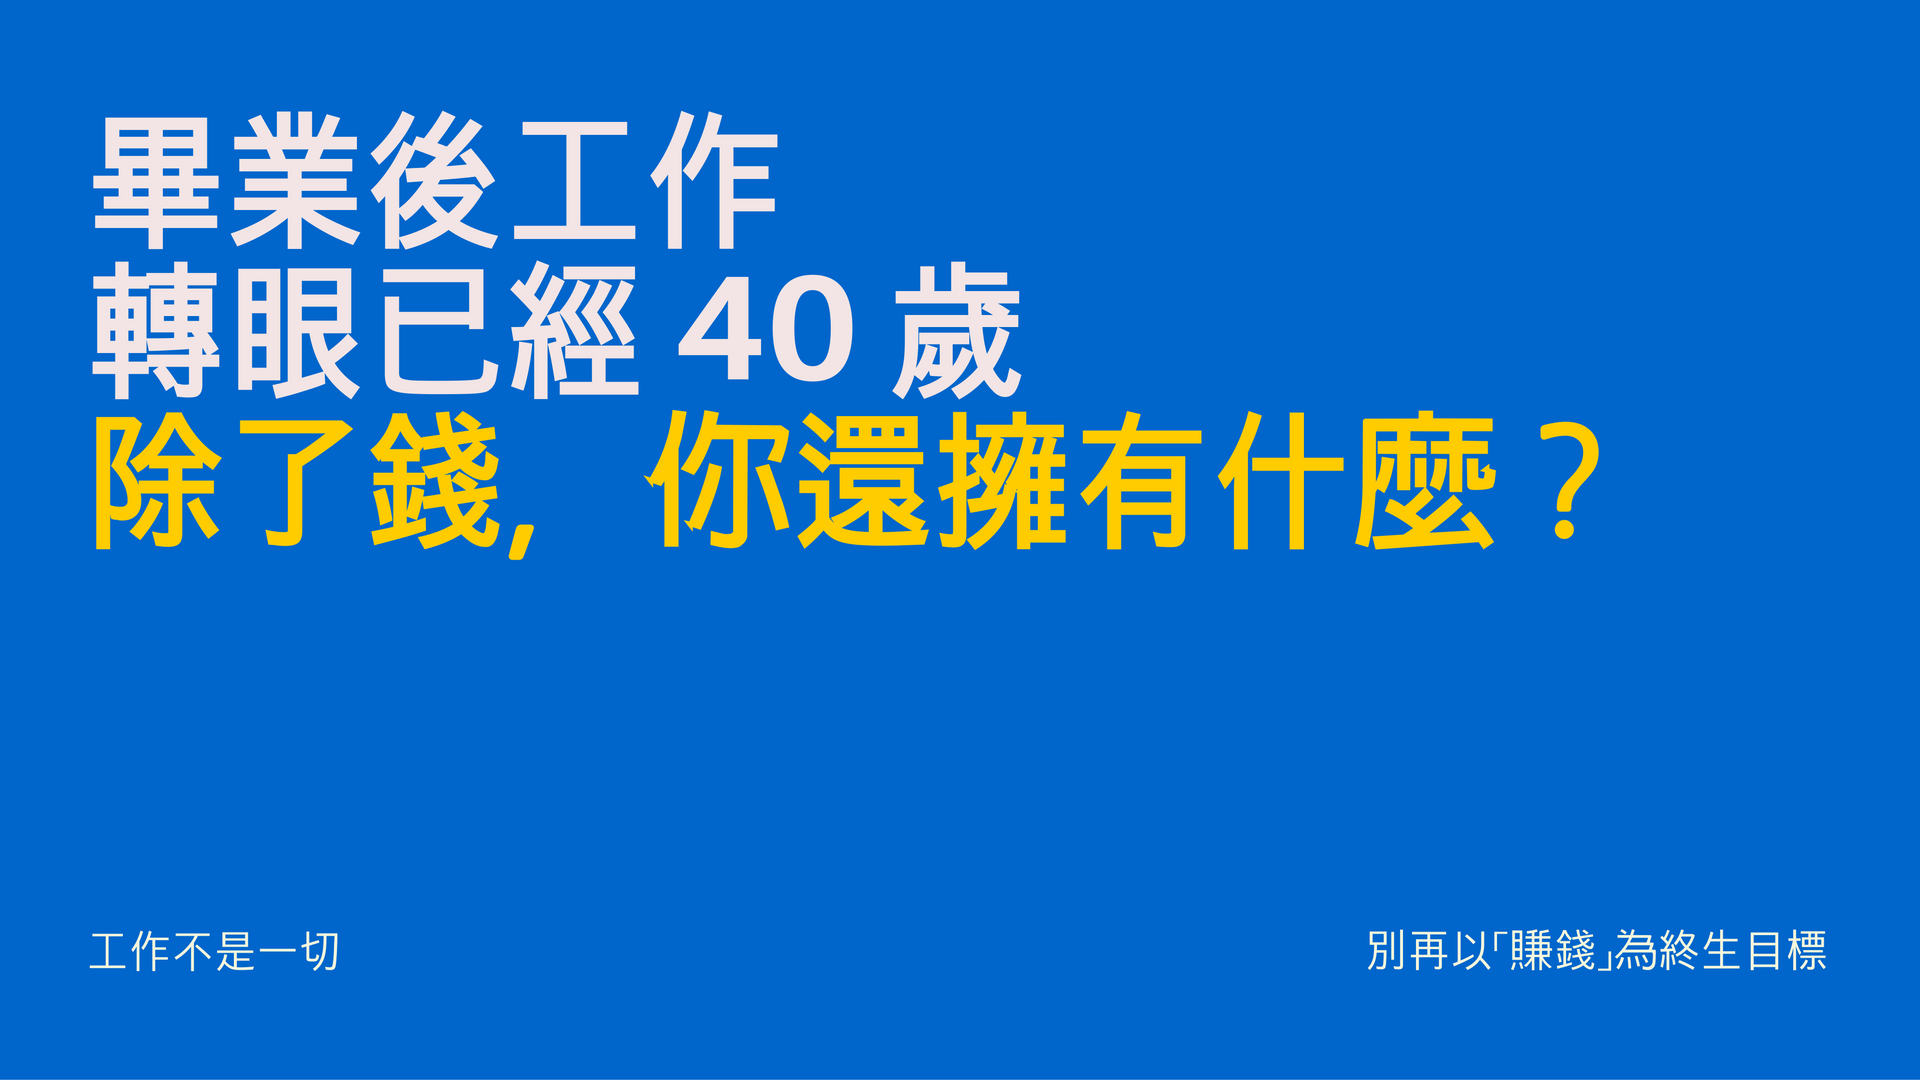 畢業後工作
轉眼已經 40 歲
除了錢, 你還擁有什麼？
工作不是一切
別再以「賺錢」為終生目標